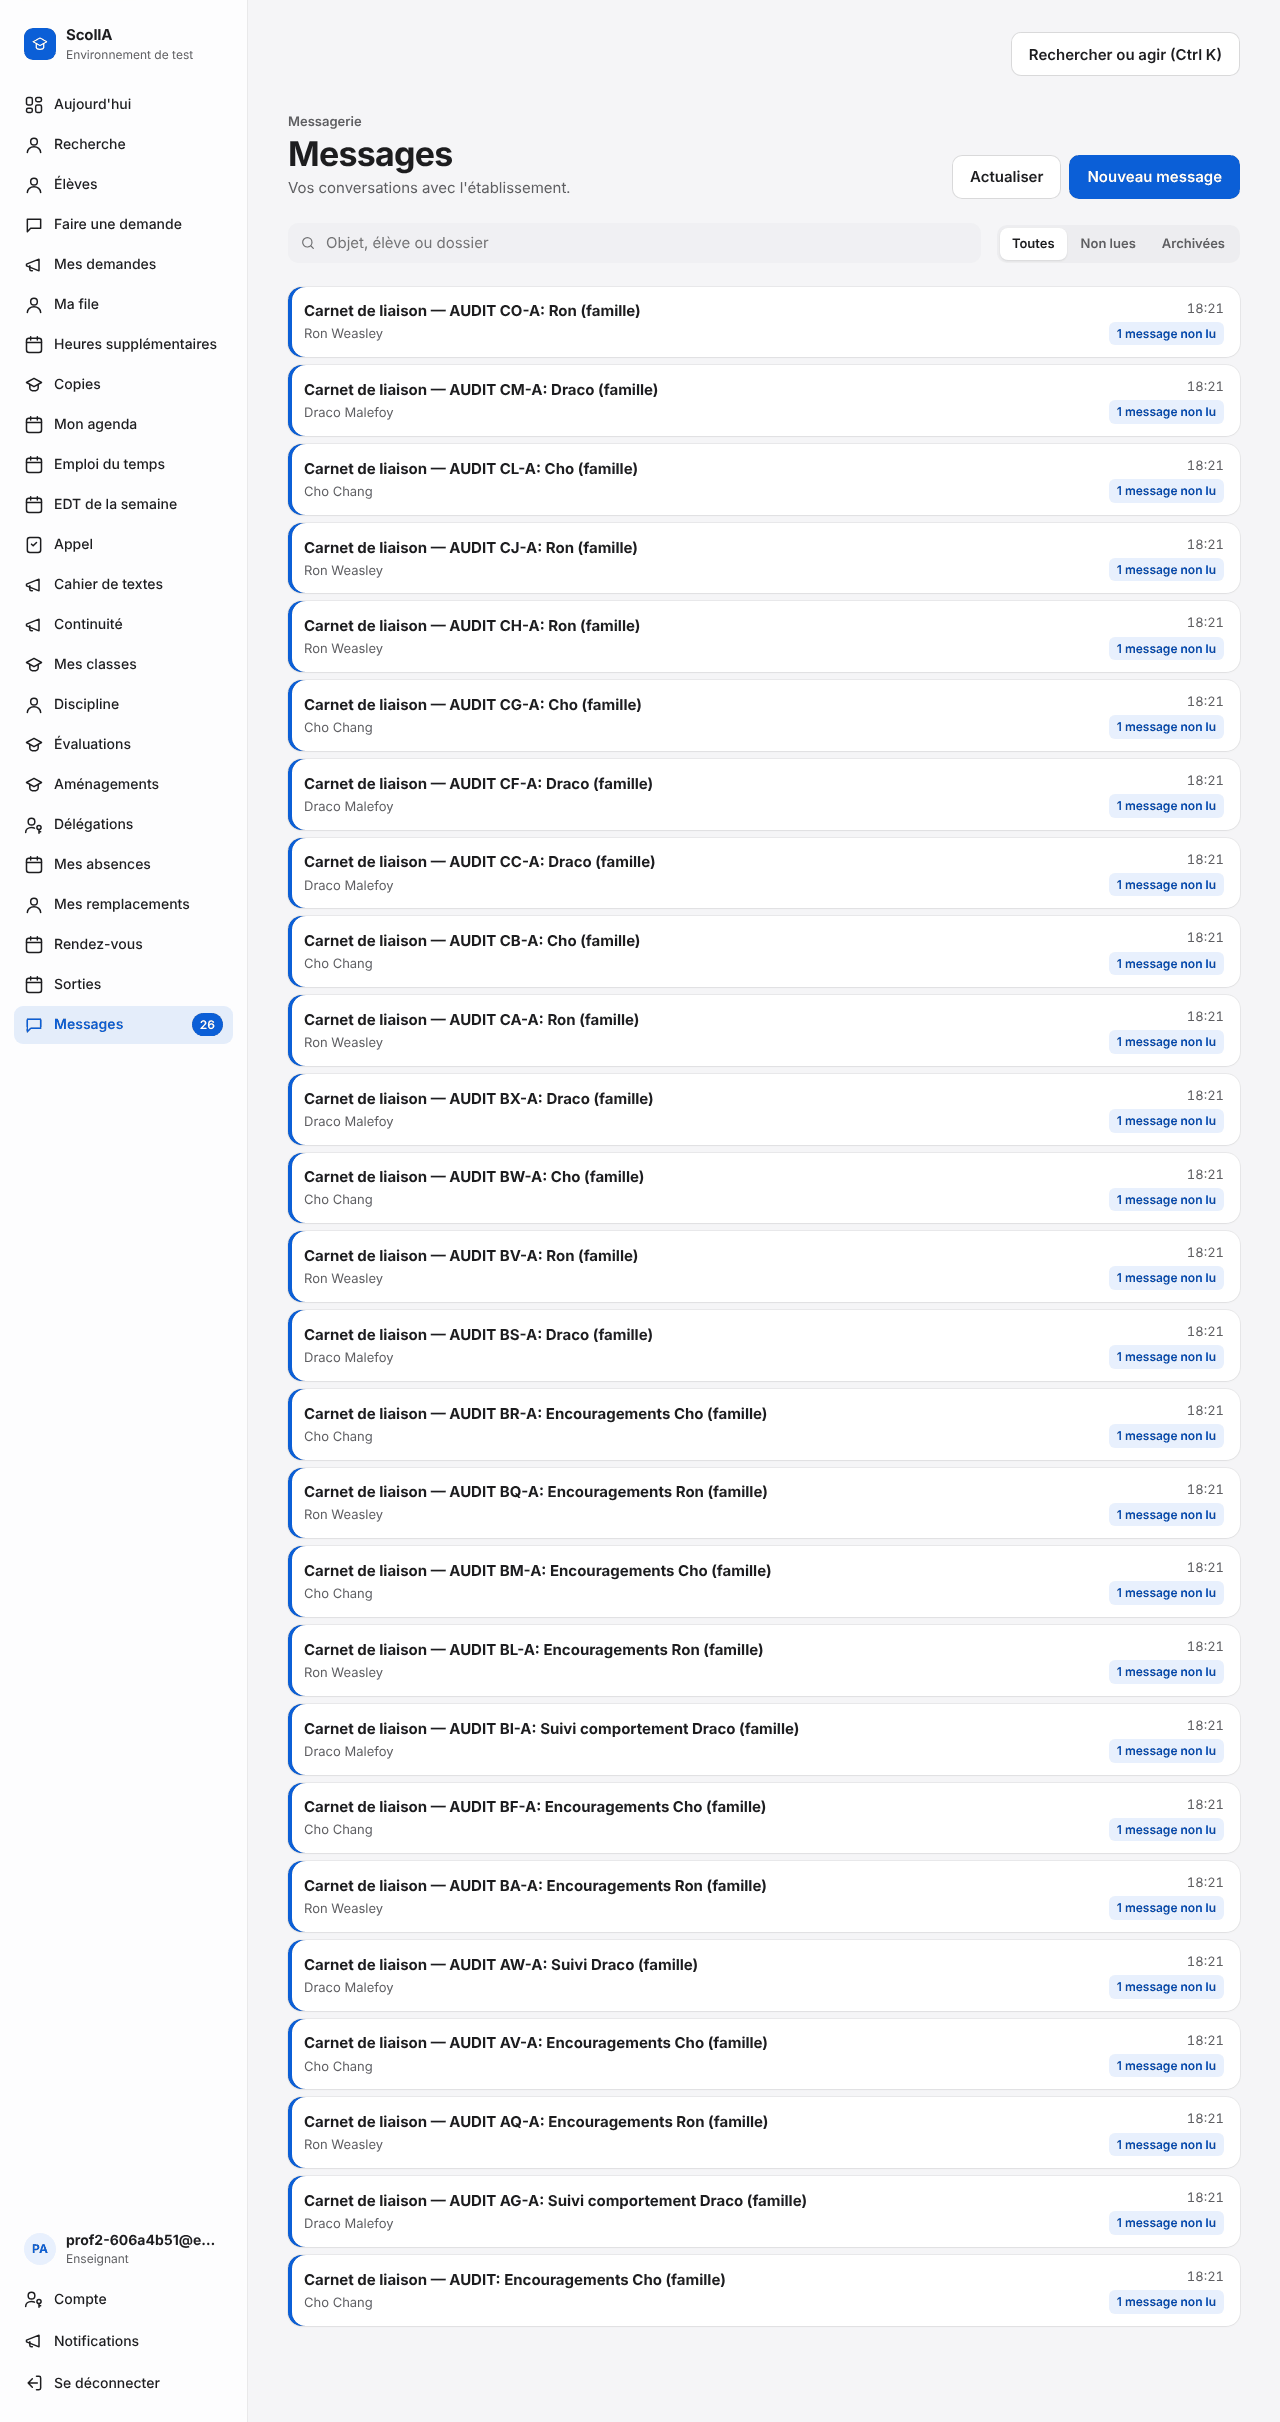 ScolIA
Environnement de test
Aujourd'hui
Recherche
Élèves
Faire une demande
Mes demandes
Ma file
Heures supplémentaires
Copies
Mon agenda
Emploi du temps
EDT de la semaine
Appel
Cahier de textes
Continuité
Mes classes
Discipline
Évaluations
Aménagements
Délégations
Mes absences
Mes remplacements
Rendez-vous
Sorties
Messages 26
PA
prof2-606a4b51@e...
Enseignant
Compte
Notifications
Se déconnecter
Rechercher ou agir (Ctrl K)
Messagerie
Messages
Vos conversations avec l'établissement.
Actualiser
Nouveau message
Objet, élève ou dossier
Toutes
Non lues
Archivées
Carnet de liaison — AUDIT CO-A: Ron (famille) 18:21
Ron Weasley 1 message non lu
Carnet de liaison — AUDIT CM-A: Draco (famille) 18:21
Draco Malefoy 1 message non lu
Carnet de liaison — AUDIT CL-A: Cho (famille) 18:21
Cho Chang 1 message non lu
Carnet de liaison — AUDIT CJ-A: Ron (famille) 18:21
Ron Weasley 1 message non lu
Carnet de liaison — AUDIT CH-A: Ron (famille) 18:21
Ron Weasley 1 message non lu
Carnet de liaison — AUDIT CG-A: Cho (famille) 18:21
Cho Chang 1 message non lu
Carnet de liaison — AUDIT CF-A: Draco (famille) 18:21
Draco Malefoy 1 message non lu
Carnet de liaison — AUDIT CC-A: Draco (famille) 18:21
Draco Malefoy 1 message non lu
Carnet de liaison — AUDIT CB-A: Cho (famille) 18:21
Cho Chang 1 message non lu
Carnet de liaison — AUDIT CA-A: Ron (famille) 18:21
Ron Weasley 1 message non lu
Carnet de liaison — AUDIT BX-A: Draco (famille) 18:21
Draco Malefoy 1 message non lu
Carnet de liaison — AUDIT BW-A: Cho (famille) 18:21
Cho Chang 1 message non lu
Carnet de liaison — AUDIT BV-A: Ron (famille) 18:21
Ron Weasley 1 message non lu
Carnet de liaison — AUDIT BS-A: Draco (famille) 18:21
Draco Malefoy 1 message non lu
Carnet de liaison — AUDIT BR-A: Encouragements Cho (famille) 18:21
Cho Chang 1 message non lu
Carnet de liaison — AUDIT BQ-A: Encouragements Ron (famille) 18:21
Ron Weasley 1 message non lu
Carnet de liaison — AUDIT BM-A: Encouragements Cho (famille) 18:21
Cho Chang 1 message non lu
Carnet de liaison — AUDIT BL-A: Encouragements Ron (famille) 18:21
Ron Weasley 1 message non lu
Carnet de liaison — AUDIT BI-A: Suivi comportement Draco (famille) 18:21
Draco Malefoy 1 message non lu
Carnet de liaison — AUDIT BF-A: Encouragements Cho (famille) 18:21
Cho Chang 1 message non lu
Carnet de liaison — AUDIT BA-A: Encouragements Ron (famille) 18:21
Ron Weasley 1 message non lu
Carnet de liaison — AUDIT AW-A: Suivi Draco (famille) 18:21
Draco Malefoy 1 message non lu
Carnet de liaison — AUDIT AV-A: Encouragements Cho (famille) 18:21
Cho Chang 1 message non lu
Carnet de liaison — AUDIT AQ-A: Encouragements Ron (famille) 18:21
Ron Weasley 1 message non lu
Carnet de liaison — AUDIT AG-A: Suivi comportement Draco (famille) 18:21
Draco Malefoy 1 message non lu
Carnet de liaison — AUDIT: Encouragements Cho (famille) 18:21
Cho Chang 1 message non lu